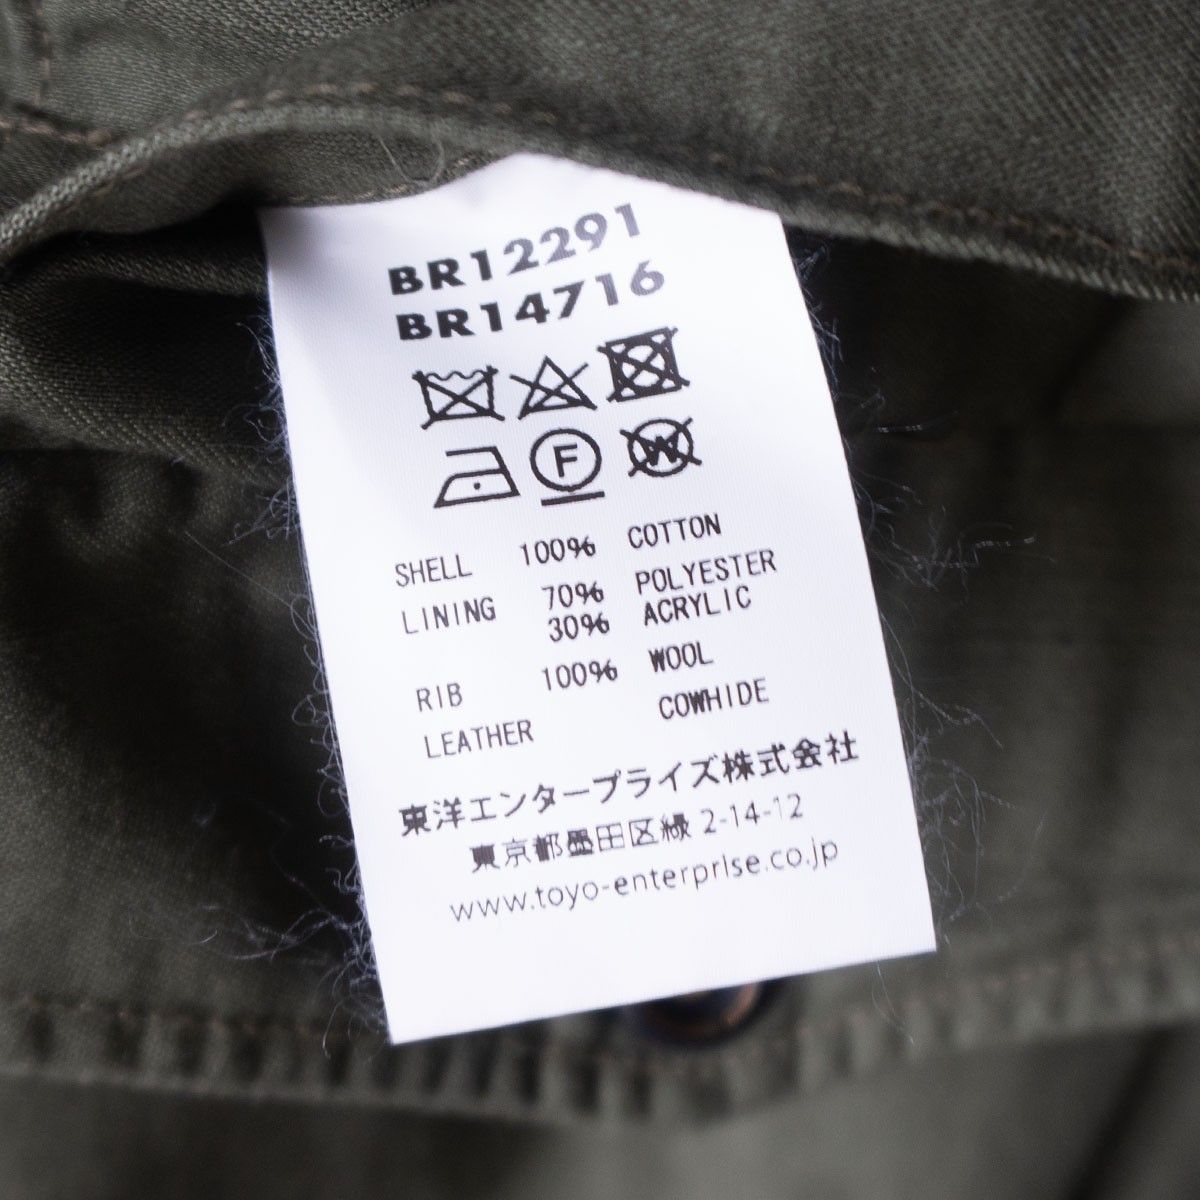 BR12291
BR14716
F
W
SHELL 100% COTTON
LINING 70% POLYESTER
30% ACRYLIC
RIB 100% WOOL
LEATHER COWHIDE
東洋エンタープライズ株式会社
東京都墨田区緑 2-14-12
www.toyo-enterprise.co.jp